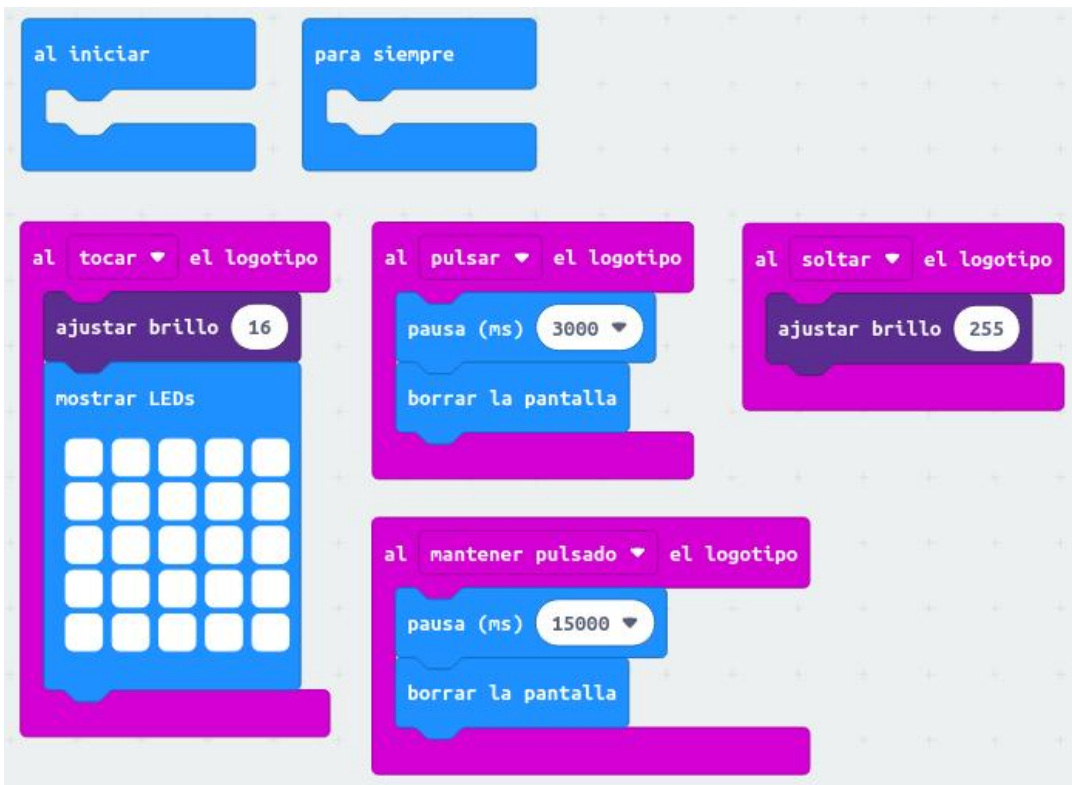 al iniciar
para siempre
al tocar el logotipo
ajustar brillo 16
mostrar LEDs
al pulsar el logotipo
pausa (ms) 3000
borrar la pantalla
al soltar el logotipo
ajustar brillo 255
al mantener pulsado el logotipo
pausa (ms) 15000
borrar la pantalla